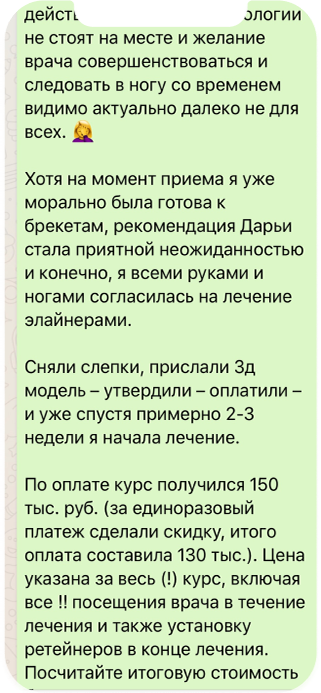 не стоят на месте и желание
врача совершенствоваться и
следовать в ногу со временем
видимо актуально далеко не для
всех. 🤦‍♀️
Хотя на момент приема я уже
морально была готова к
брекетам, рекомендация Дарьи
стала приятной неожиданностью
и конечно, я всеми руками и
ногами согласилась на лечение
элайнерами.
Сняли слепки, прислали 3д
модель – утвердили – оплатили –
и уже спустя примерно 2-3
недели я начала лечение.
По оплате курс получился 150
тыс. руб. (за единоразовый
платеж сделали скидку, итого
оплата составила 130 тыс.). Цена
указана за весь (!) курс, включая
все !! посещения врача в течение
лечения и также установку
ретейнеров в конце лечения.
Посчитайте итоговую стоимость